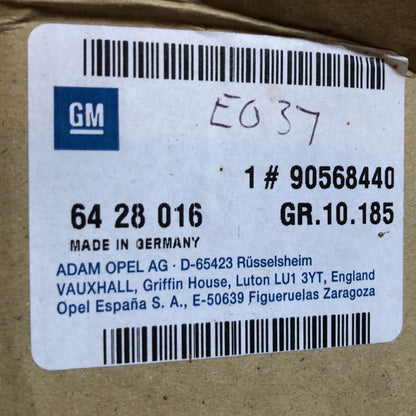 GM
E037
1 # 90568440
64 28 016
GR.10.185
MADE IN GERMANY
ADAM OPEL AG · D-65423 Rüsselsheim
VAUXHALL, Griffin House, Luton LU1 3YT, England
Opel España S. A., E-50639 Figueruelas Zaragoza